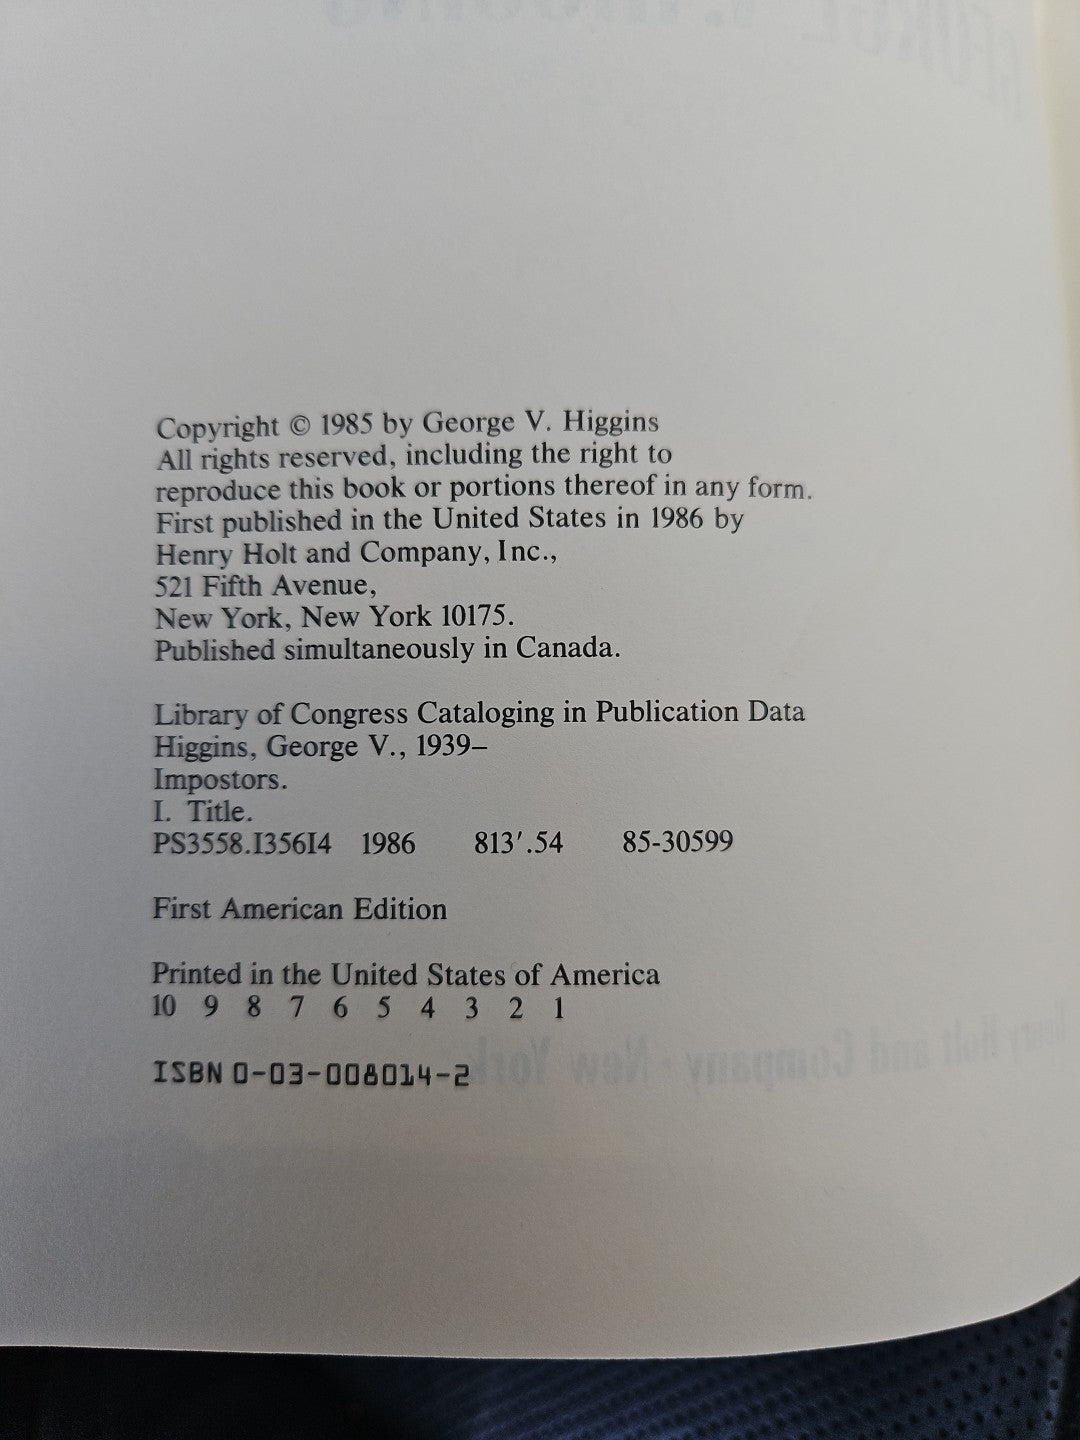 Copyright © 1985 by George V. Higgins
All rights reserved, including the right to
reproduce this book or portions thereof in any form.
First published in the United States in 1986 by
Henry Holt and Company, Inc.,
521 Fifth Avenue,
New York, New York 10175.
Published simultaneously in Canada.
Library of Congress Cataloging in Publication Data
Higgins, George V., 1939–
Impostors.
I. Title.
PS3558.I356I4 1986 813′.54 85-30599
First American Edition
Printed in the United States of America
10 9 8 7 6 5 4 3 2 1
ISBN 0-03-008014-2